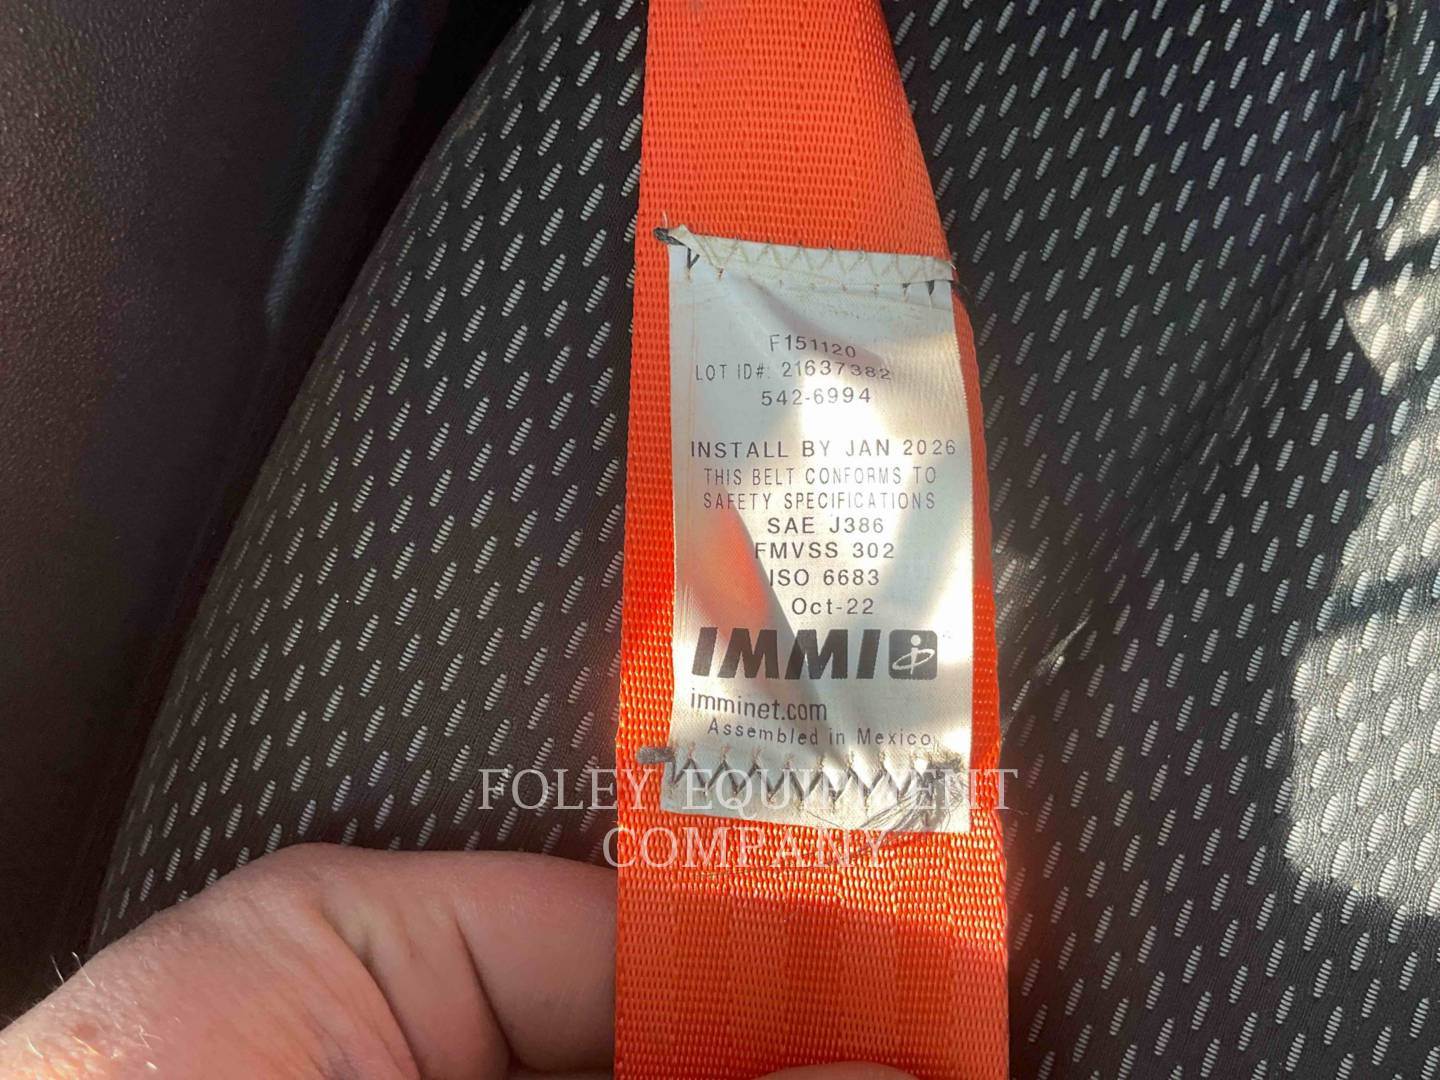 F151120
LOT ID#: 21637382
542-6994
INSTALL BY JAN 2026
THIS BELT CONFORMS TO
SAFETY SPECIFICATIONS
SAE J386
FMVSS 302
ISO 6683
Oct-22
IMMI
imminet.com
Assembled in Mexico
FOLEY EQUIPMENT
COMPANY